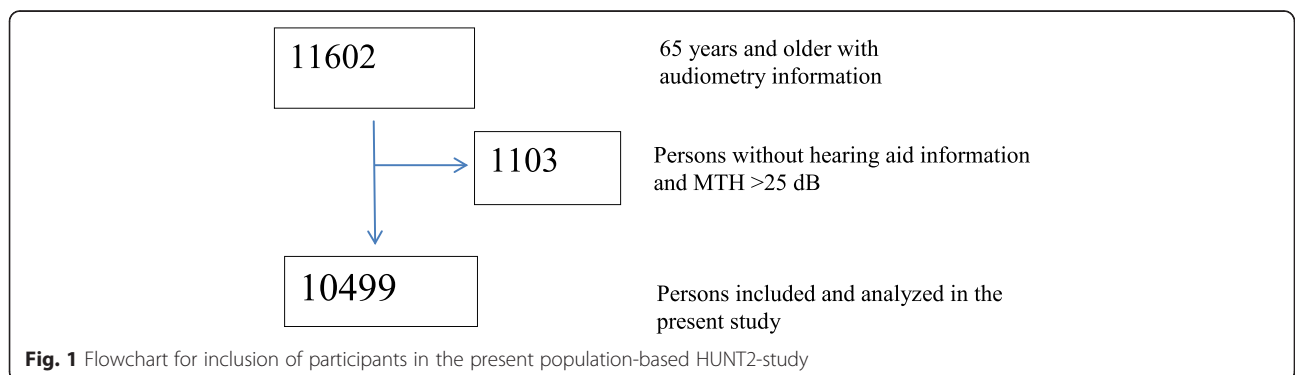 11602
65 years and older with
audiometry information
1103
Persons without hearing aid information
and MTH >25 dB
10499
Persons included and analyzed in the
present study
Fig. 1 Flowchart for inclusion of participants in the present population-based HUNT2-study